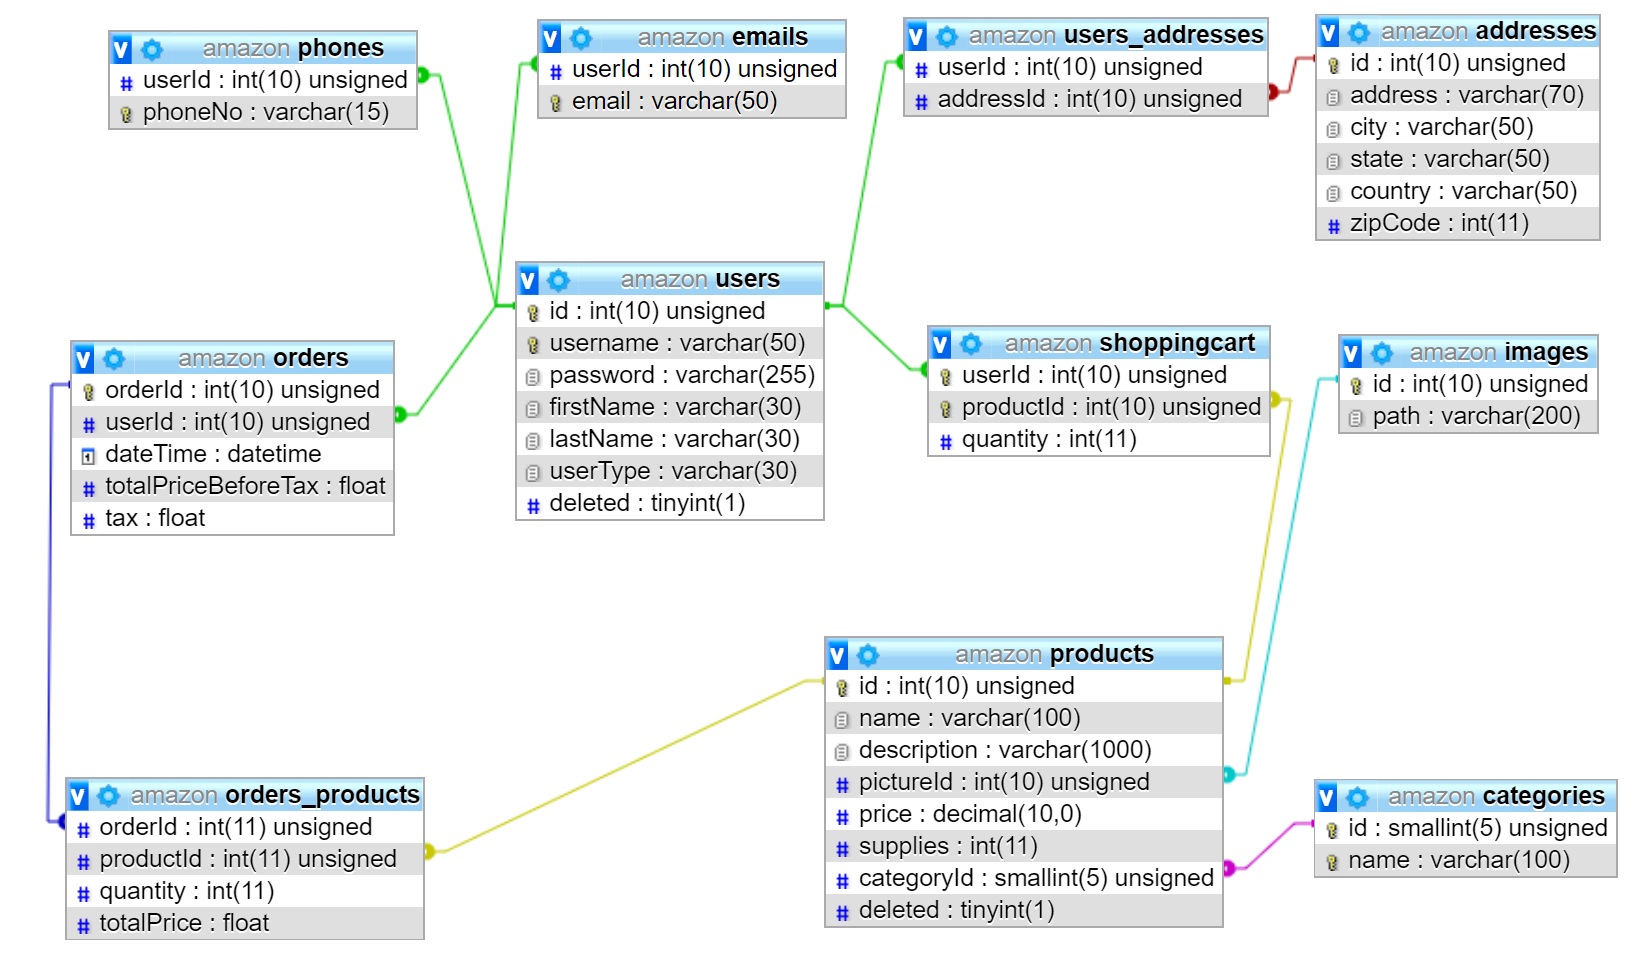 amazon phones
userId : int(10) unsigned
phoneNo : varchar(15)
amazon emails
userId : int(10) unsigned
email : varchar(50)
amazon users_addresses
userId : int(10) unsigned
addressId : int(10) unsigned
amazon addresses
id : int(10) unsigned
address : varchar(70)
city : varchar(50)
state : varchar(50)
country : varchar(50)
zipCode : int(11)
amazon users
id : int(10) unsigned
username : varchar(50)
password : varchar(255)
firstName : varchar(30)
lastName : varchar(30)
userType : varchar(30)
deleted : tinyint(1)
amazon orders
orderId : int(10) unsigned
userId : int(10) unsigned
dateTime : datetime
totalPriceBeforeTax : float
tax : float
amazon shoppingcart
userId : int(10) unsigned
productId : int(10) unsigned
quantity : int(11)
amazon images
id : int(10) unsigned
path : varchar(200)
amazon products
id : int(10) unsigned
name : varchar(100)
description : varchar(1000)
pictureId : int(10) unsigned
price : decimal(10,0)
supplies : int(11)
categoryId : smallint(5) unsigned
deleted : tinyint(1)
amazon orders_products
orderId : int(11) unsigned
productId : int(11) unsigned
quantity : int(11)
totalPrice : float
amazon categories
id : smallint(5) unsigned
name : varchar(100)